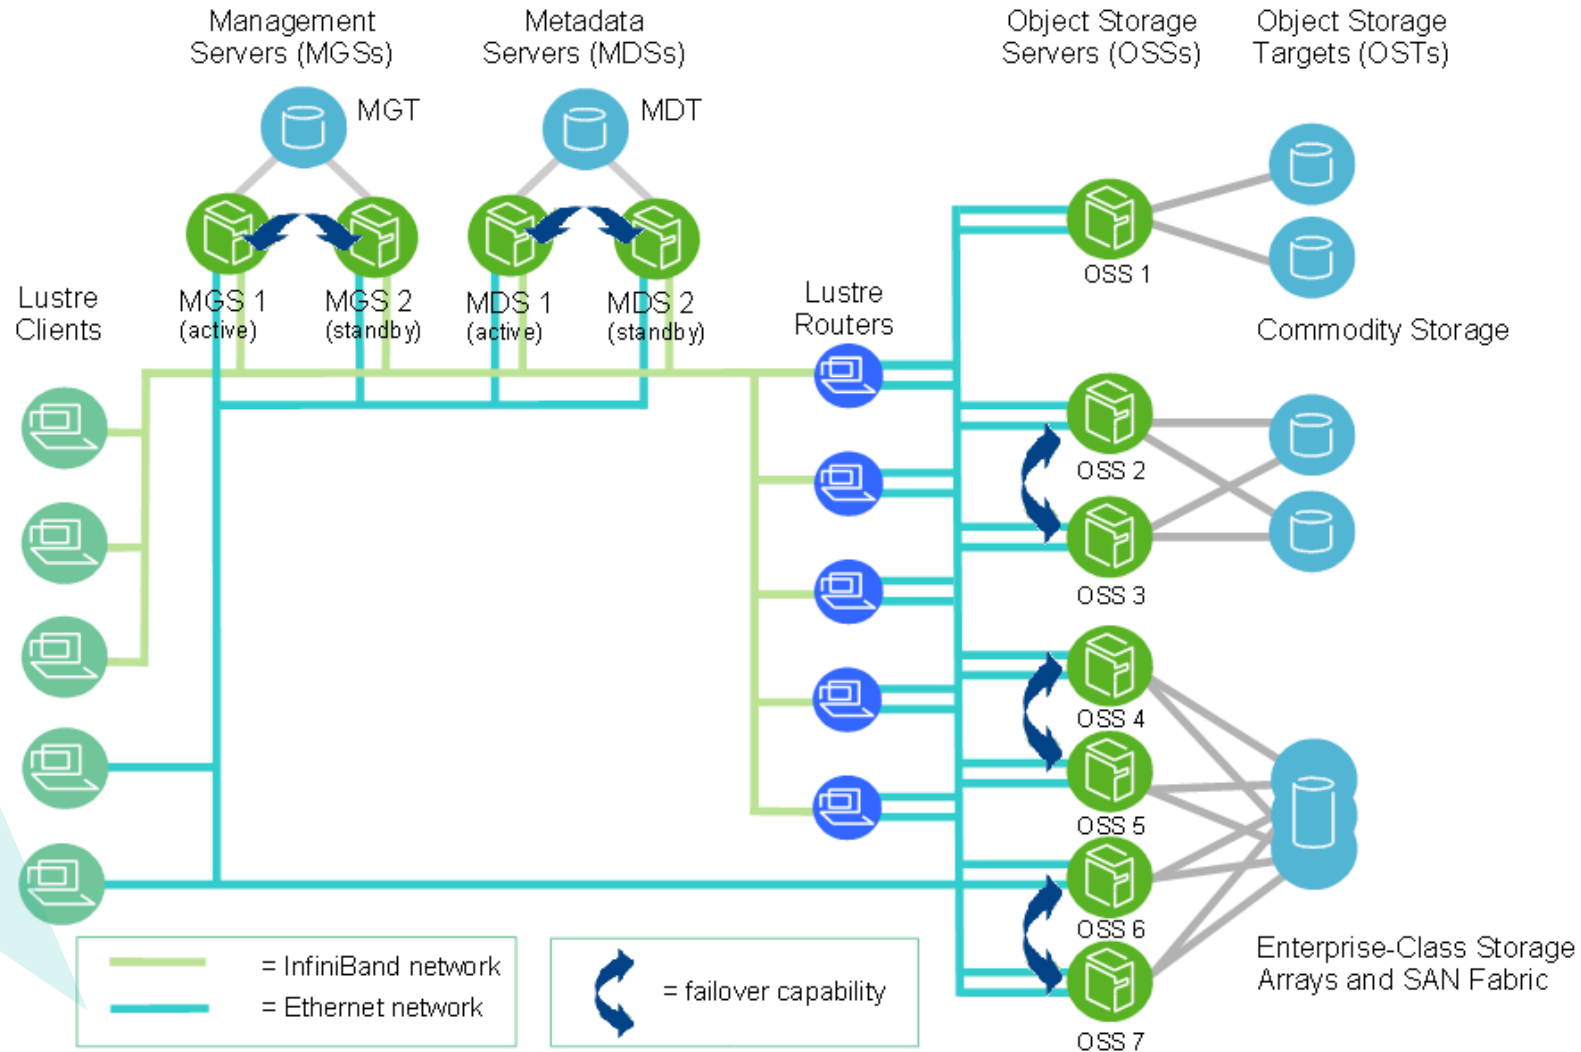 Management
Servers (MGSs)
Metadata
Servers (MDSs)
Object Storage
Servers (OSSs)
Object Storage
Targets (OSTs)
MGT
MDT
MGS 1
(active)
MGS 2
(standby)
MDS 1
(active)
MDS 2
(standby)
Lustre
Clients
Lustre
Routers
OSS 1
Commodity Storage
OSS 2
OSS 3
OSS 4
OSS 5
OSS 6
OSS 7
Enterprise-Class Storage
Arrays and SAN Fabric
= InfiniBand network
= Ethernet network
= failover capability